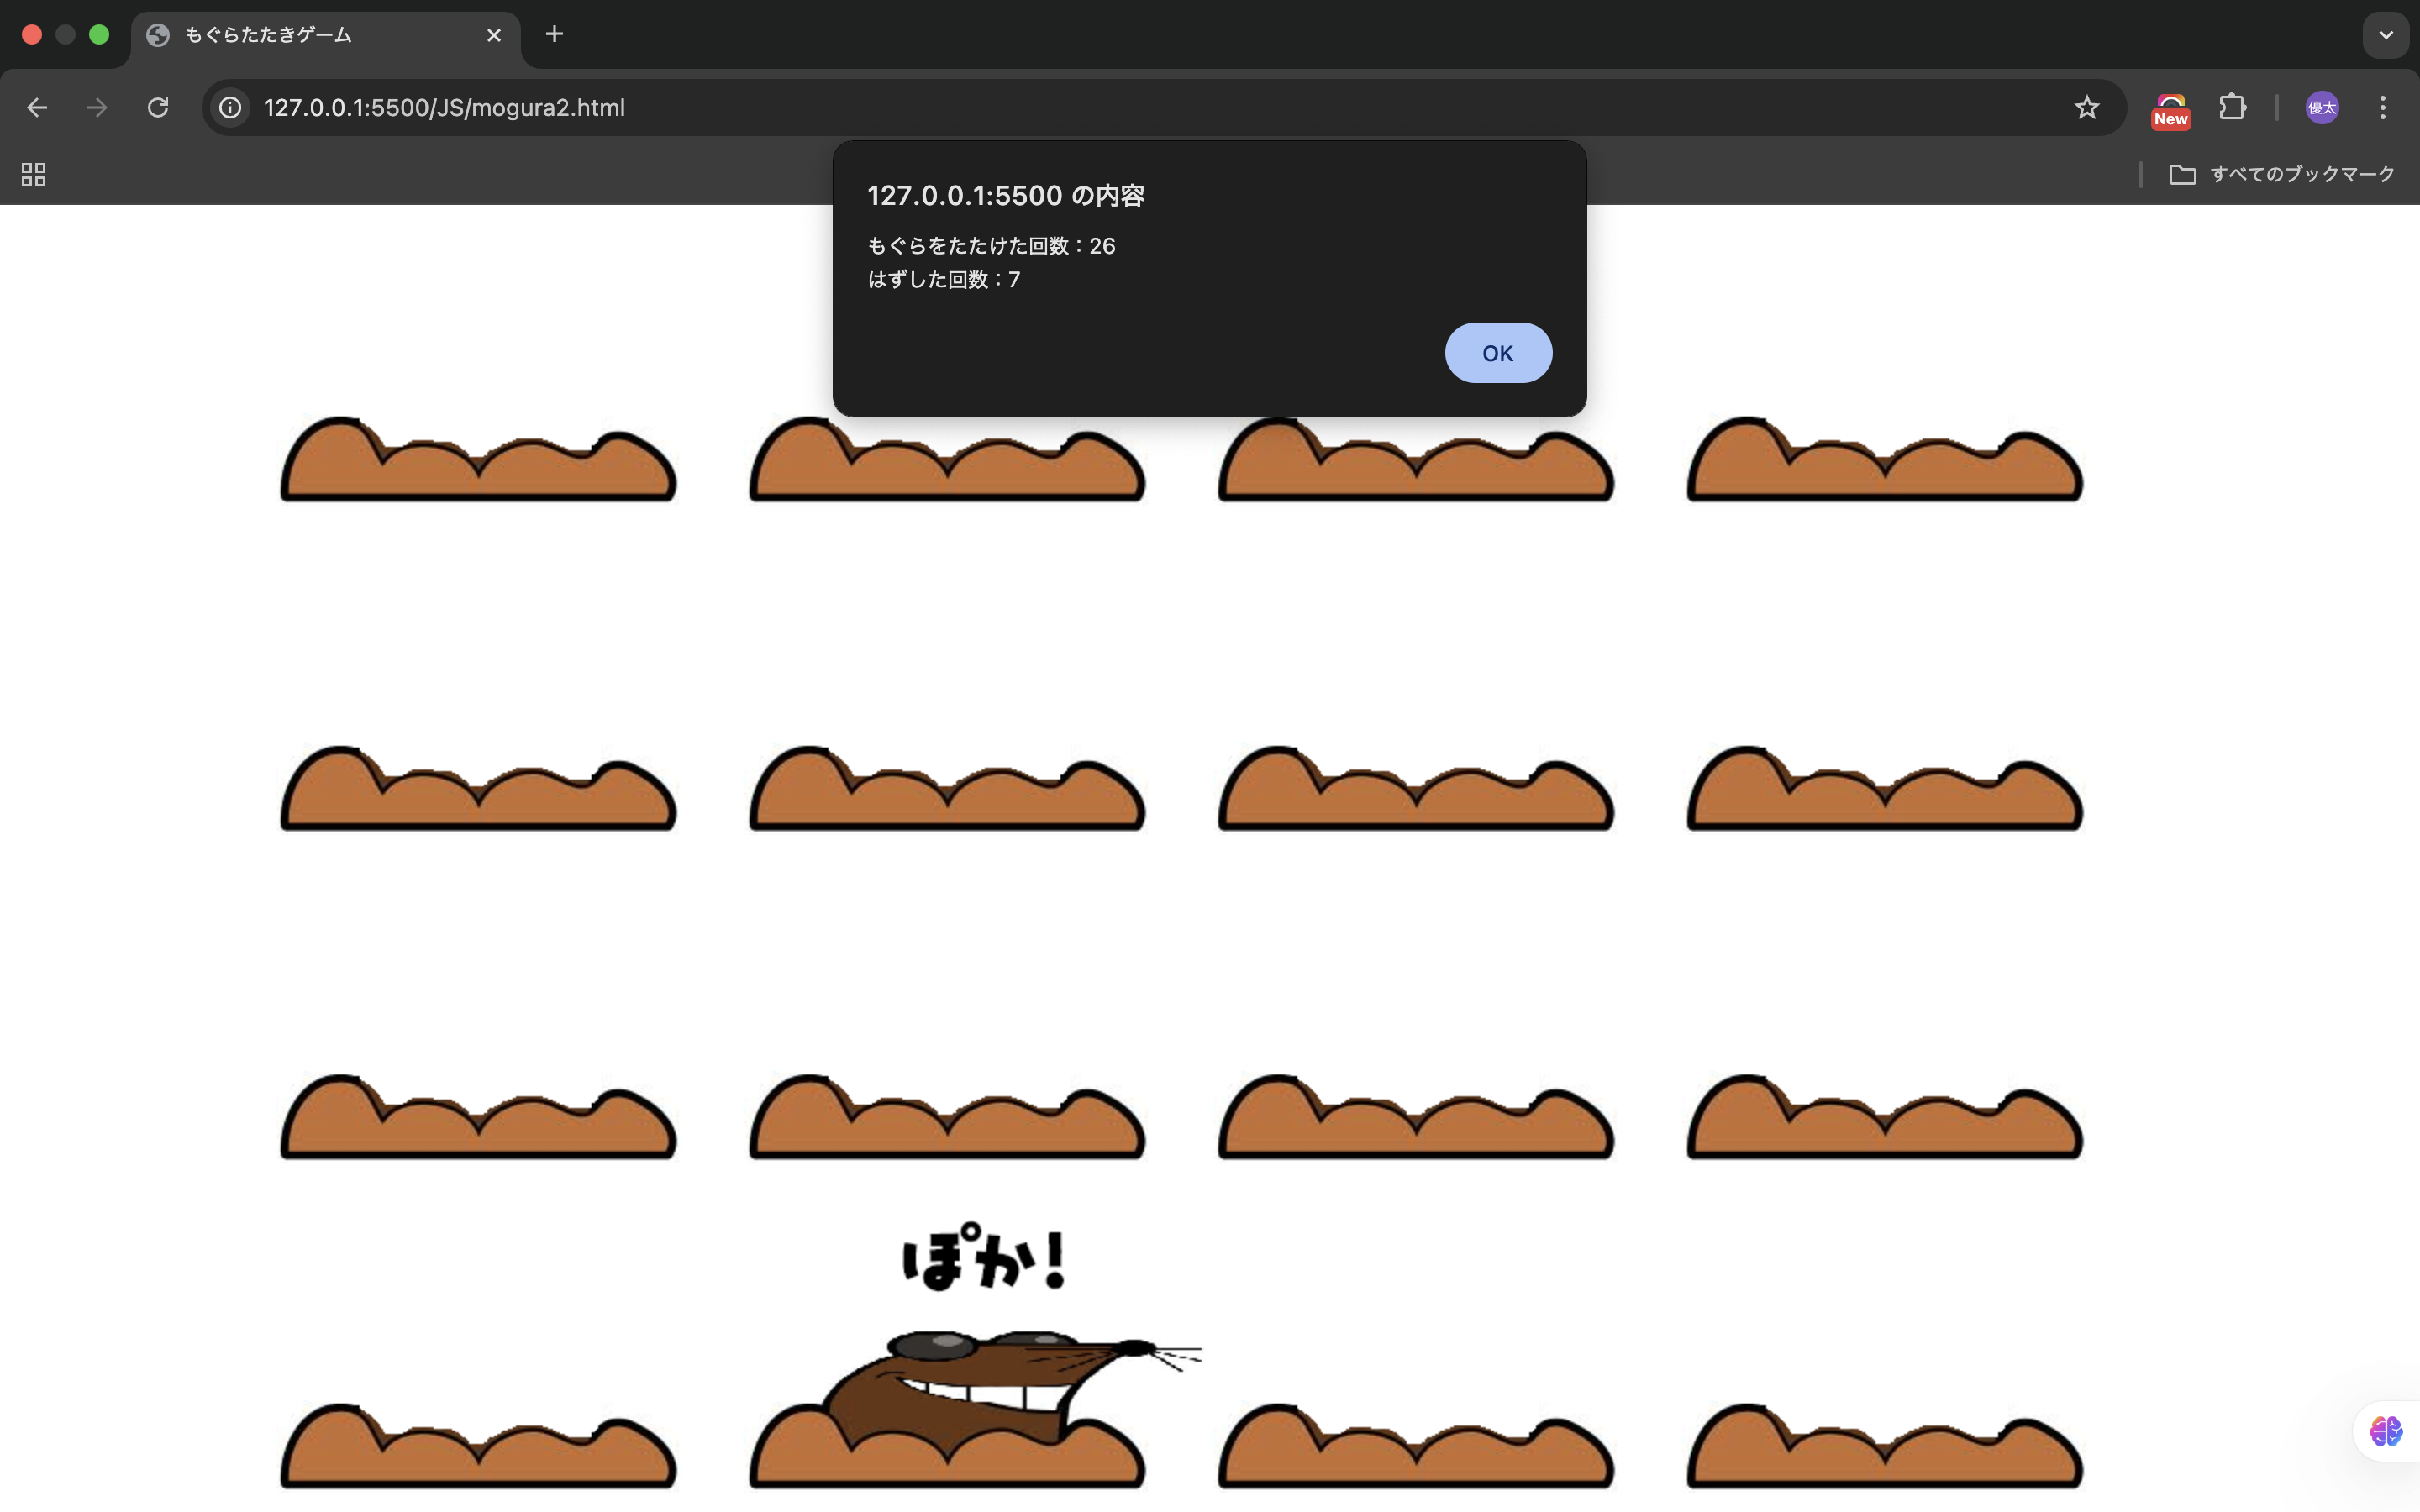 もぐらたたきゲーム
127.0.0.1:5500/JS/mogura2.html
New
優太
すべてのブックマーク
127.0.0.1:5500 の内容
もぐらをたたけた回数：26
はずした回数：7
OK
ぽか!